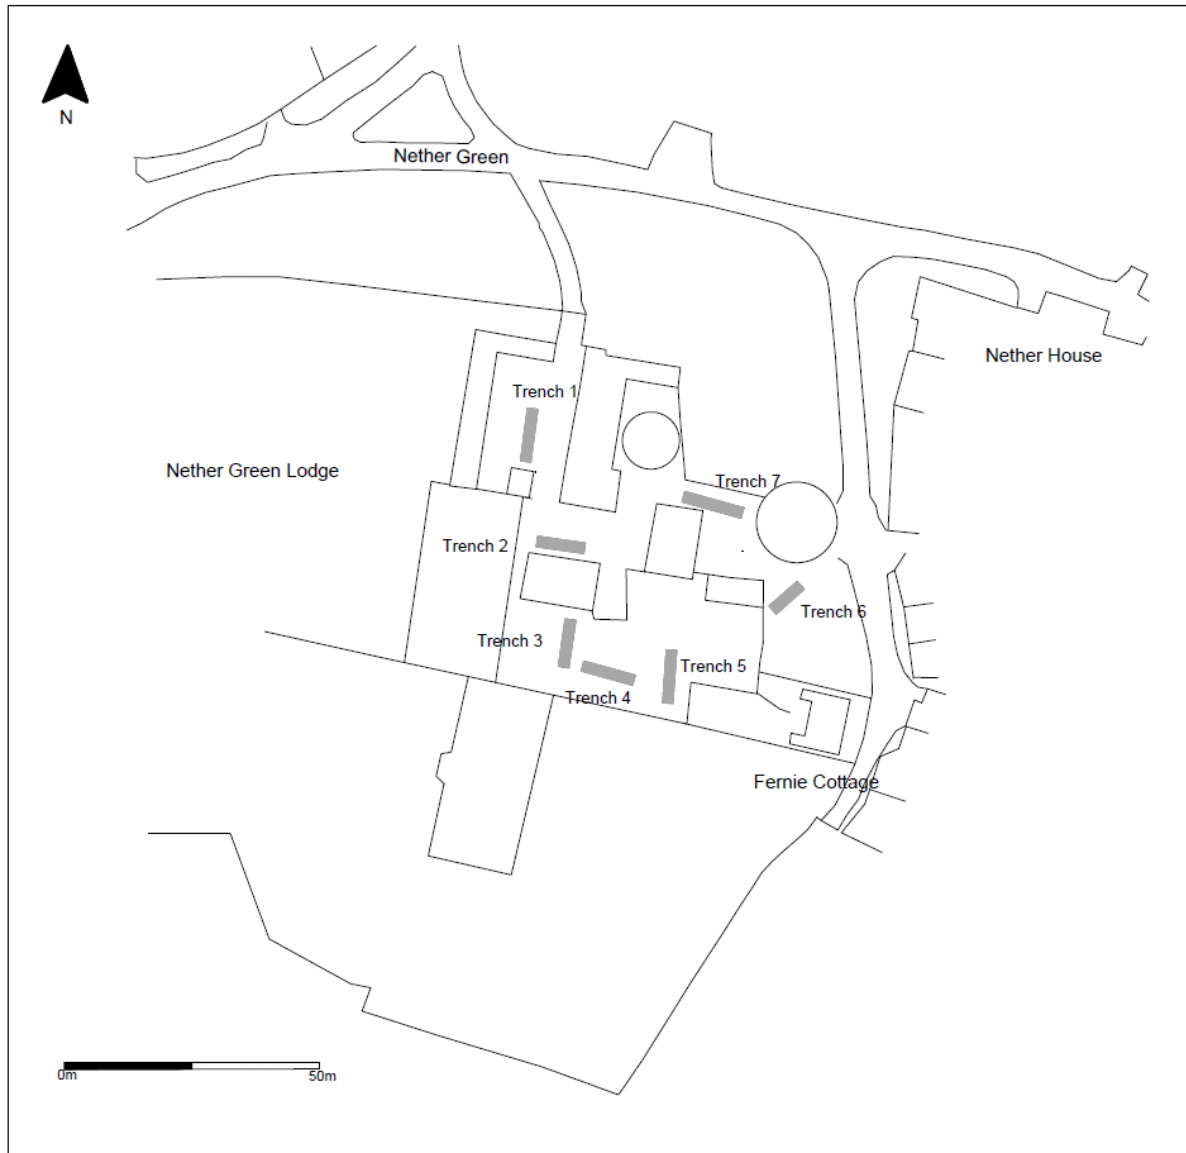 N
Nether Green
Nether House
Trench 1
Nether Green Lodge
Trench 7
Trench 2
Trench 6
Trench 3
Trench 5
Trench 4
Fernie Cottage
0m
50m